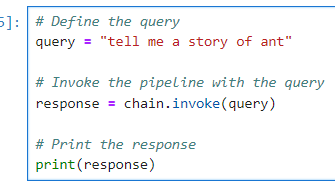 5]:
# Define the query
query = "tell me a story of ant"
# Invoke the pipeline with the query
response = chain.invoke(query)
# Print the response
print(response)